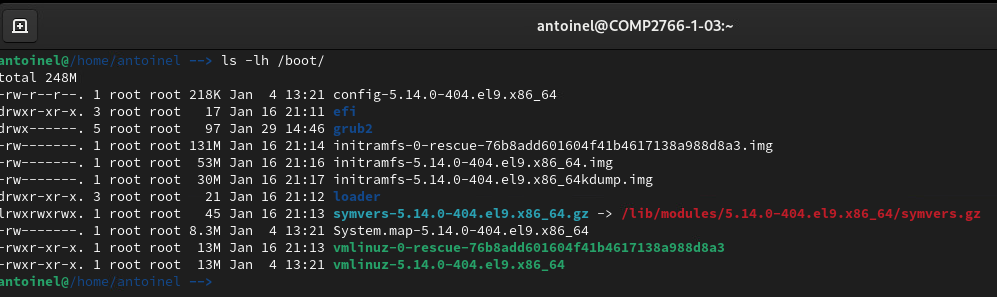 antoinel@COMP2766-1-03:~
antoinel@/home/antoinel --> ls -lh /boot/
total 248M
-rw-r--r--. 1 root root 218K Jan  4 13:21 config-5.14.0-404.el9.x86_64
drwxr-xr-x. 3 root root   17 Jan 16 21:11 efi
drwx------. 5 root root   97 Jan 29 14:46 grub2
-rw-------. 1 root root 131M Jan 16 21:14 initramfs-0-rescue-76b8add601604f41b4617138a988d8a3.img
-rw-------. 1 root root  53M Jan 16 21:16 initramfs-5.14.0-404.el9.x86_64.img
-rw-------. 1 root root  30M Jan 16 21:17 initramfs-5.14.0-404.el9.x86_64kdump.img
drwxr-xr-x. 3 root root   21 Jan 16 21:12 loader
lrwxrwxrwx. 1 root root   45 Jan 16 21:13 symvers-5.14.0-404.el9.x86_64.gz -> /lib/modules/5.14.0-404.el9.x86_64/symvers.gz
-rw-------. 1 root root 8.3M Jan  4 13:21 System.map-5.14.0-404.el9.x86_64
-rwxr-xr-x. 1 root root  13M Jan 16 21:13 vmlinuz-0-rescue-76b8add601604f41b4617138a988d8a3
-rwxr-xr-x. 1 root root  13M Jan  4 13:21 vmlinuz-5.14.0-404.el9.x86_64
antoinel@/home/antoinel -->